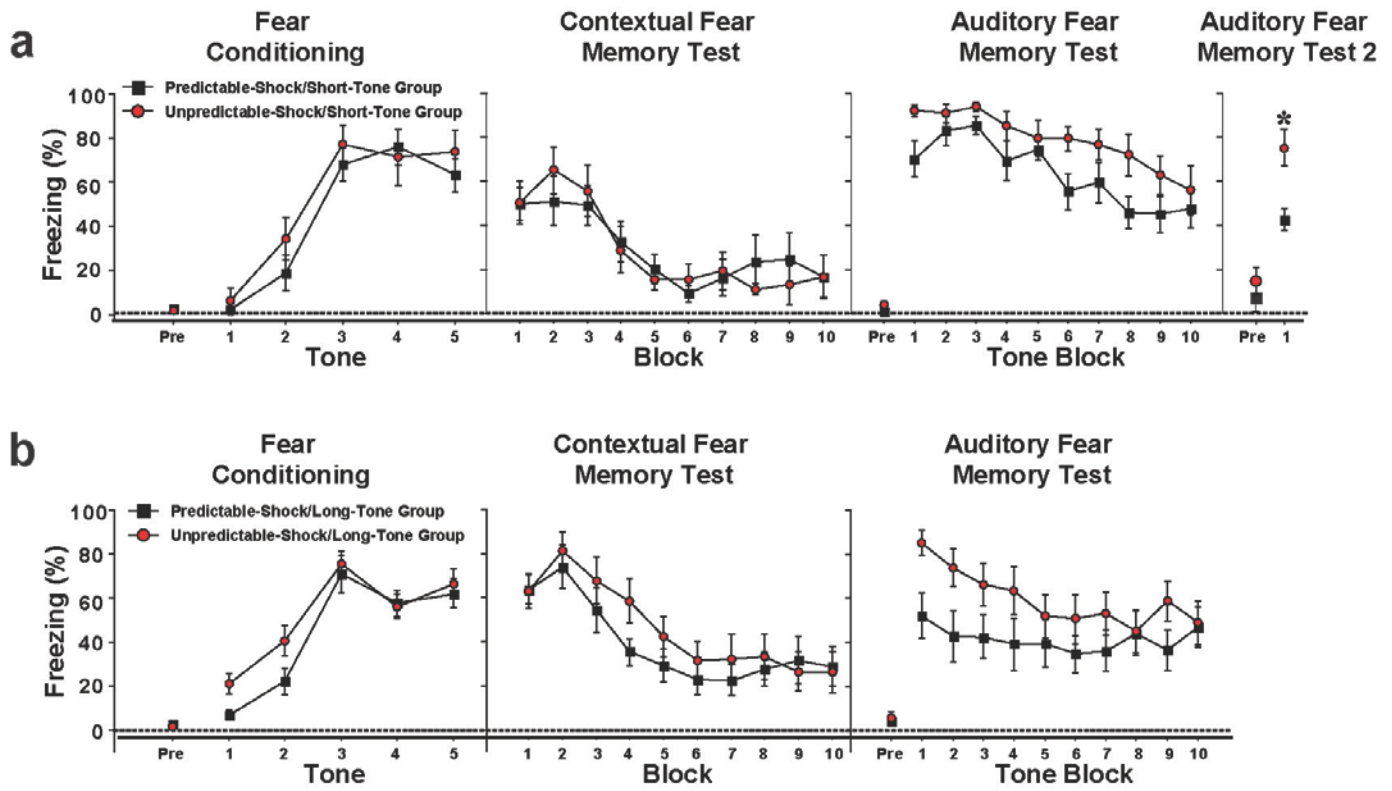 a
Fear
Conditioning
Contextual Fear
Memory Test
Auditory Fear
Memory Test
Auditory Fear
Memory Test 2
Predictable-Shock/Short-Tone Group
Unpredictable-Shock/Short-Tone Group
Freezing (%)
100
80
60
40
20
0
*
Pre 1 2 3 4 5
Tone
1 2 3 4 5 6 7 8 9 10
Block
Pre 1 2 3 4 5 6 7 8 9 10
Tone Block
Pre 1
b
Fear
Conditioning
Contextual Fear
Memory Test
Auditory Fear
Memory Test
Predictable-Shock/Long-Tone Group
Unpredictable-Shock/Long-Tone Group
Freezing (%)
100
80
60
40
20
0
Pre 1 2 3 4 5
Tone
1 2 3 4 5 6 7 8 9 10
Block
Pre 1 2 3 4 5 6 7 8 9 10
Tone Block